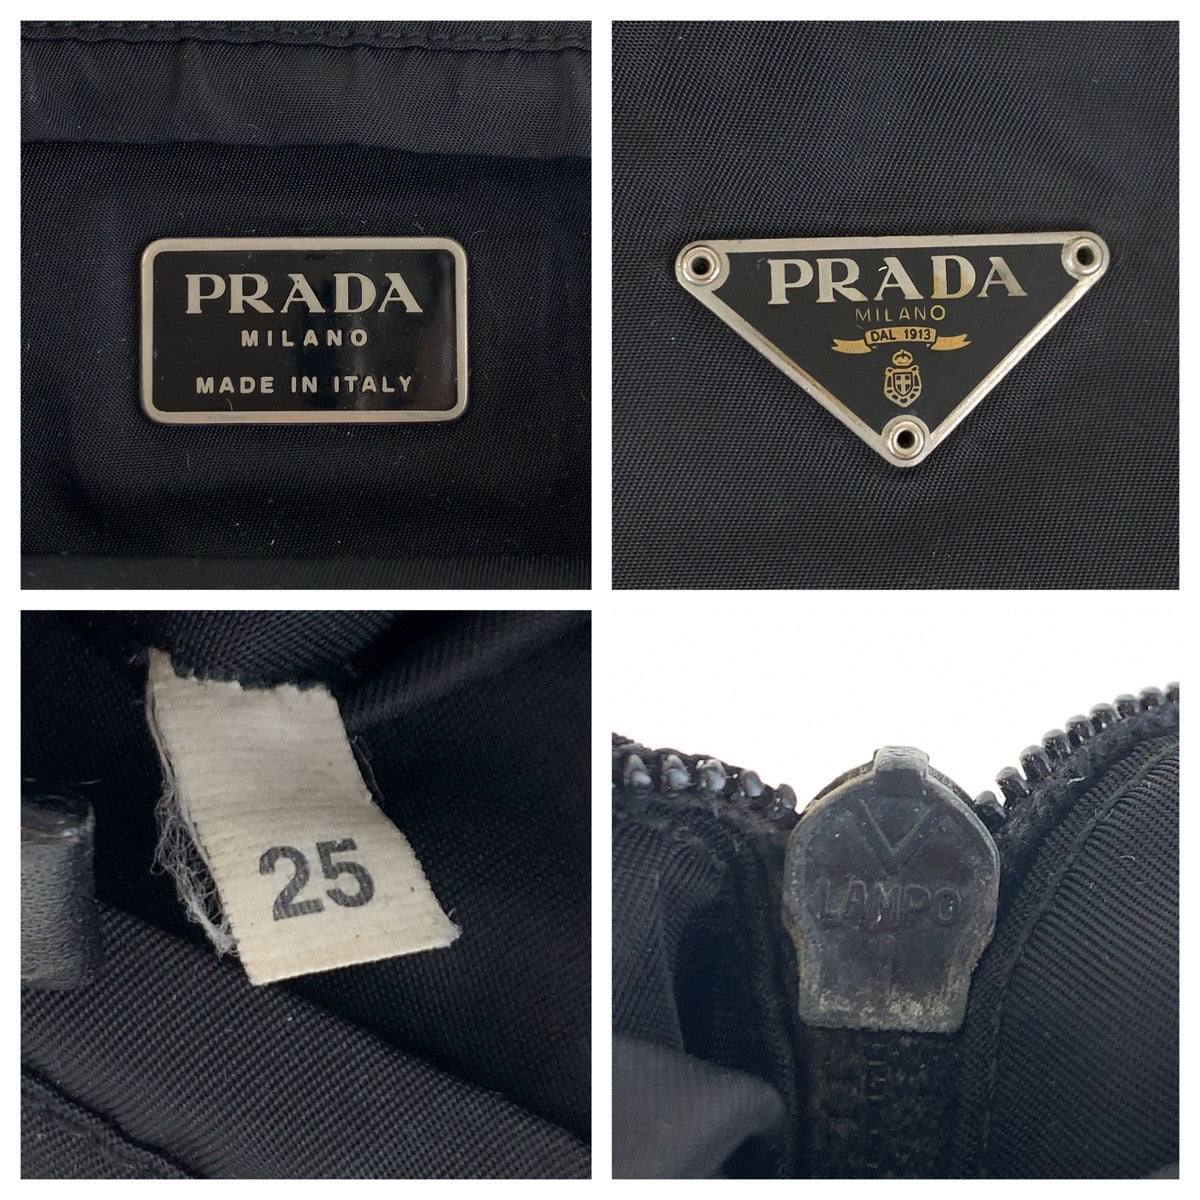 PRADA
MILANO
MADE IN ITALY
PRADA
MILANO
DAL 1913
25
LAMPO